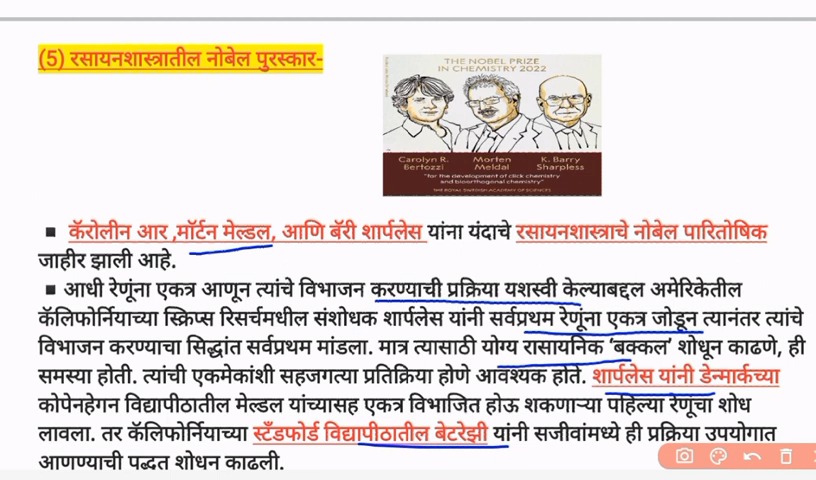 (5) रसायनशास्त्रातील नोबेल पुरस्कार-
THE NOBEL PRIZE
IN CHEMISTRY 2022
Carolyn R. Bertozzi
Morten Meldal
K. Barry Sharpless
"for the development of click chemistry
and bioorthogonal chemistry"
THE ROYAL SWEDISH ACADEMY OF SCIENCES
▪ कॅरोलीन आर ,मॉर्टन मेल्डल, आणि बॅरी शार्पलेस यांना यंदाचे रसायनशास्त्राचे नोबेल पारितोषिक
जाहीर झाली आहे.
▪ आधी रेणूंना एकत्र आणून त्यांचे विभाजन करण्याची प्रक्रिया यशस्वी केल्याबद्दल अमेरिकेतील
कॅलिफोर्नियाच्या स्क्रिप्स रिसर्चमधील संशोधक शार्पलेस यांनी सर्वप्रथम रेणूंना एकत्र जोडून त्यानंतर त्यांचे
विभाजन करण्याचा सिद्धांत सर्वप्रथम मांडला. मात्र त्यासाठी योग्य रासायनिक ‘बक्कल’ शोधून काढणे, ही
समस्या होती. त्यांची एकमेकांशी सहजगत्या प्रतिक्रिया होणे आवश्यक होते. शार्पलेस यांनी डेन्मार्कच्या
कोपेनहेगन विद्यापीठातील मेल्डल यांच्यासह एकत्र विभाजित होऊ शकणाऱ्या पहिल्या रेणूचा शोध
लावला. तर कॅलिफोर्नियाच्या स्टॅंडफोर्ड विद्यापीठातील बेटरेझी यांनी सजीवांमध्ये ही प्रक्रिया उपयोगात
आणण्याची पद्धत शोधन काढली.